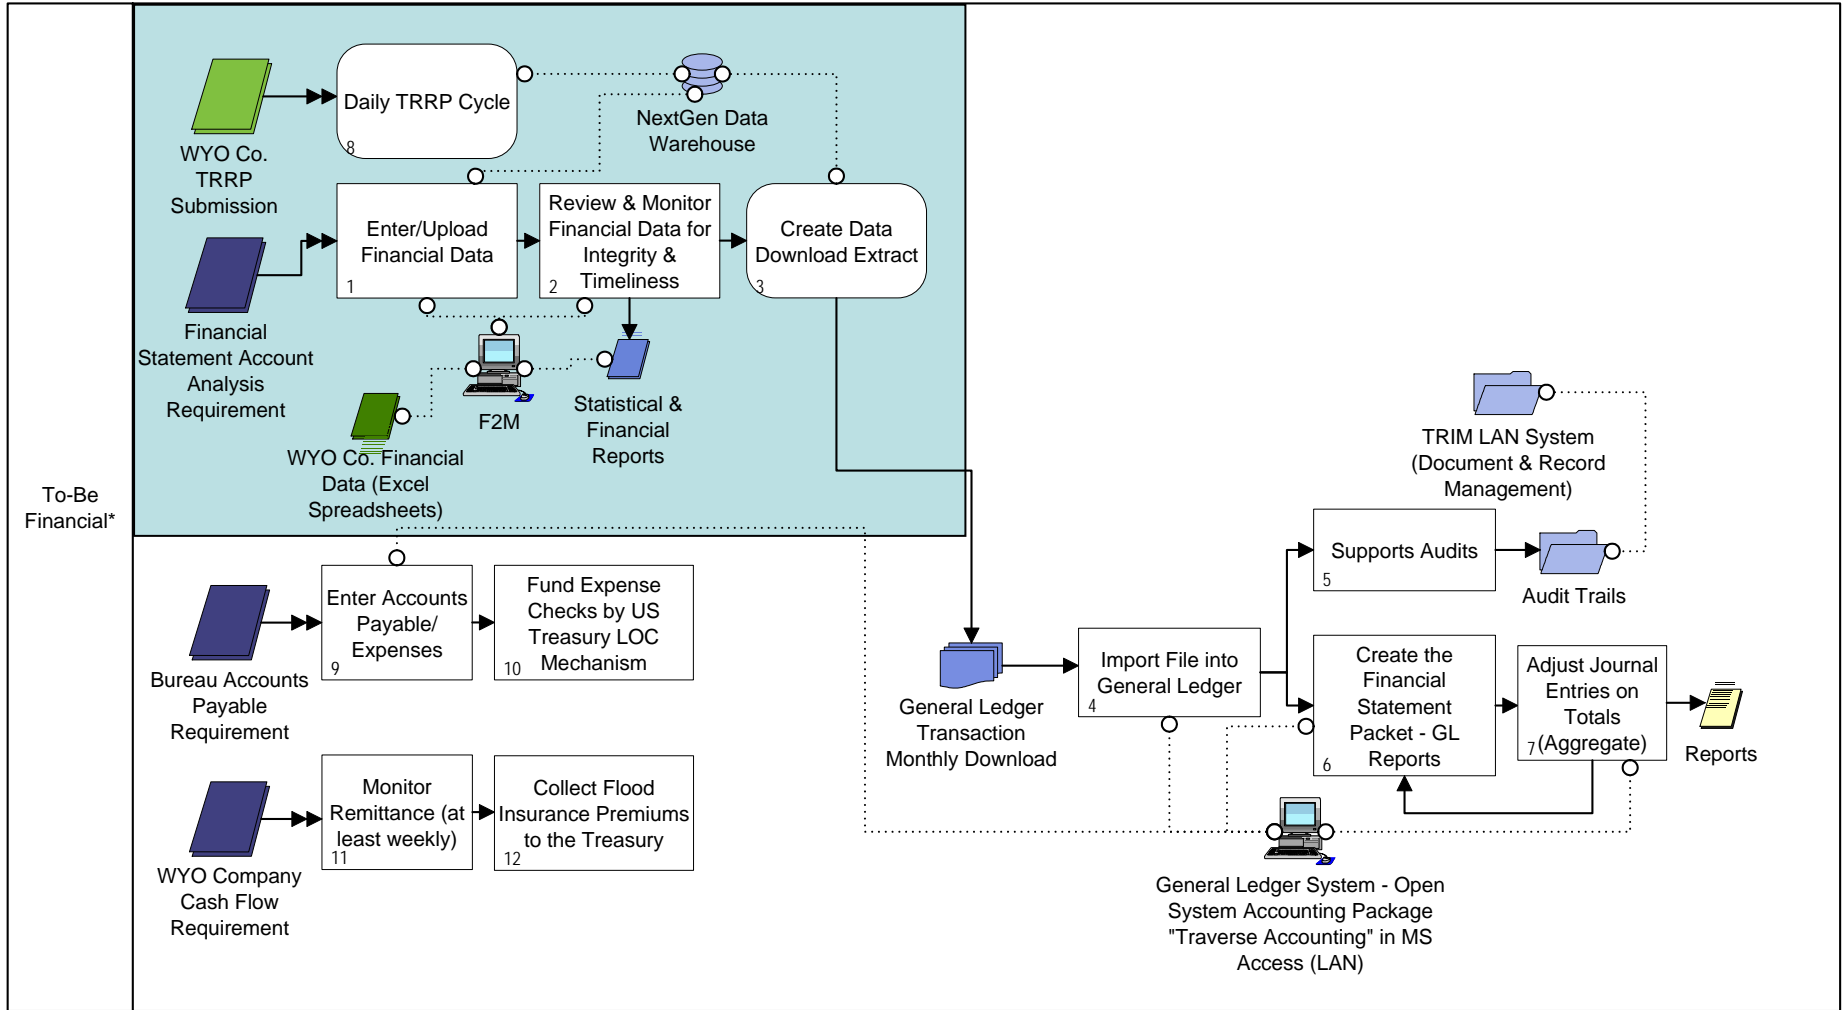 To-Be
Financial*
WYO Co.
TRRP
Submission
Daily TRRP Cycle
8
NextGen Data
Warehouse
Financial
Statement Account
Analysis
Requirement
Enter/Upload
Financial Data
1
Review & Monitor
Financial Data for
Integrity &
Timeliness
2
Create Data
Download Extract
3
F2M
Statistical &
Financial
Reports
WYO Co. Financial
Data (Excel
Spreadsheets)
Bureau Accounts
Payable
Requirement
Enter Accounts
Payable/
Expenses
9
Fund Expense
Checks by US
Treasury LOC
Mechanism
10
WYO Company
Cash Flow
Requirement
Monitor
Remittance (at
least weekly)
11
Collect Flood
Insurance Premiums
to the Treasury
12
General Ledger
Transaction
Monthly Download
Import File into
General Ledger
4
TRIM LAN System
(Document & Record
Management)
Supports Audits
5
Audit Trails
Create the
Financial
Statement
Packet - GL
Reports
6
Adjust Journal
Entries on
Totals
(Aggregate)
7
Reports
General Ledger System - Open
System Accounting Package
"Traverse Accounting" in MS
Access (LAN)